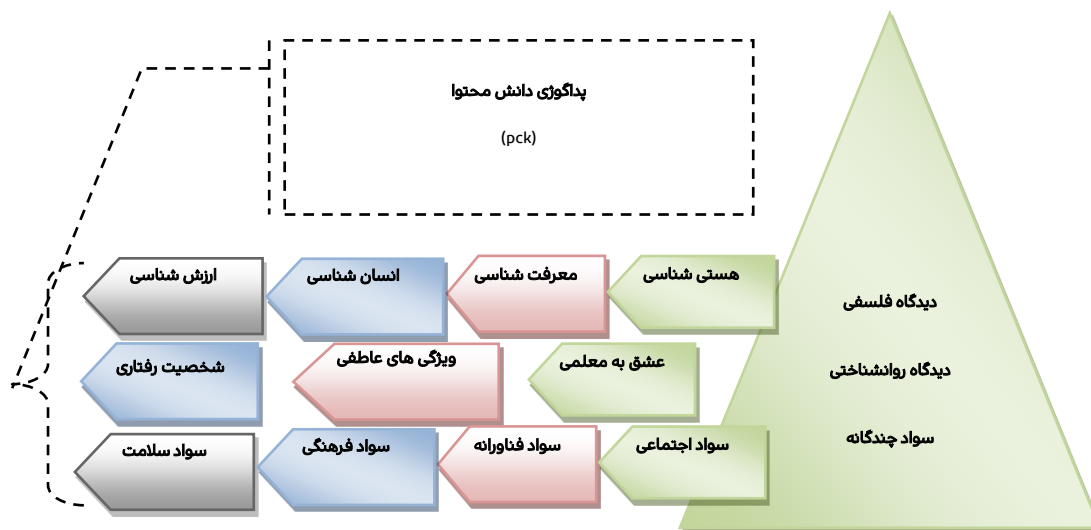 پداگوژی دانش محتوا
(pck)
هستی شناسی
معرفت شناسی
انسان شناسی
ارزش شناسی
دیدگاه فلسفی
عشق به معلمی
ویژگی های عاطفی
شخصیت رفتاری
دیدگاه روانشناختی
سواد اجتماعی
سواد فناورانه
سواد فرهنگی
سواد سلامت
سواد چندگانه